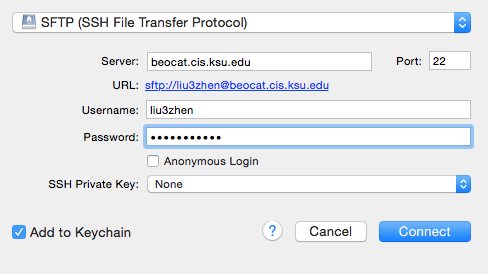 SFTP (SSH File Transfer Protocol)
Server: beocat.cis.ksu.edu Port: 22
URL: sftp://liu3zhen@beocat.cis.ksu.edu
Username: liu3zhen
Password: •••••••••••
Anonymous Login
SSH Private Key: None
Add to Keychain ? Cancel Connect